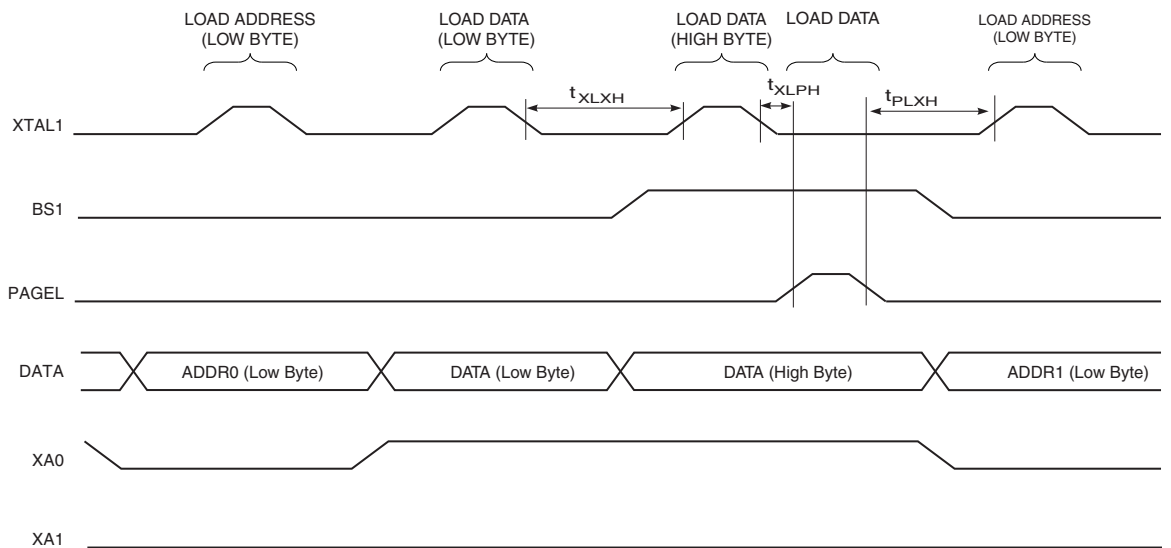 LOAD ADDRESS
(LOW BYTE)
LOAD DATA
(LOW BYTE)
LOAD DATA
(HIGH BYTE)
LOAD DATA
LOAD ADDRESS
(LOW BYTE)
tXLXH
tXLPH
tPLXH
XTAL1
BS1
PAGEL
DATA
ADDR0 (Low Byte)
DATA (Low Byte)
DATA (High Byte)
ADDR1 (Low Byte)
XA0
XA1